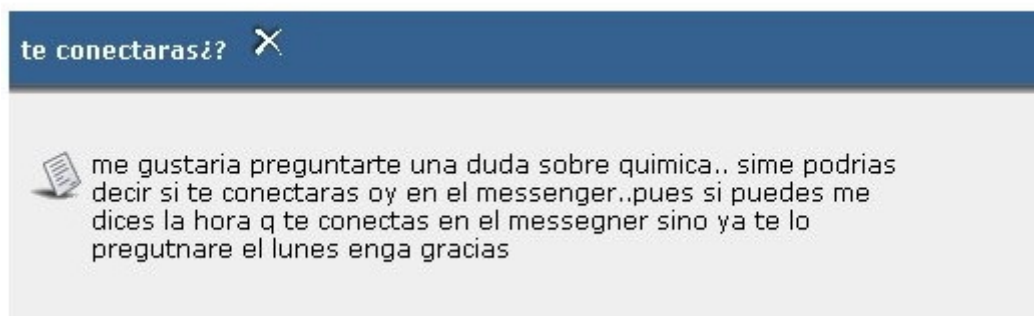 te conectaras¿?
me gustaria preguntarte una duda sobre quimica.. sime podrias
decir si te conectaras oy en el messenger..pues si puedes me
dices la hora q te conectas en el messegner sino ya te lo
pregutnare el lunes enga gracias